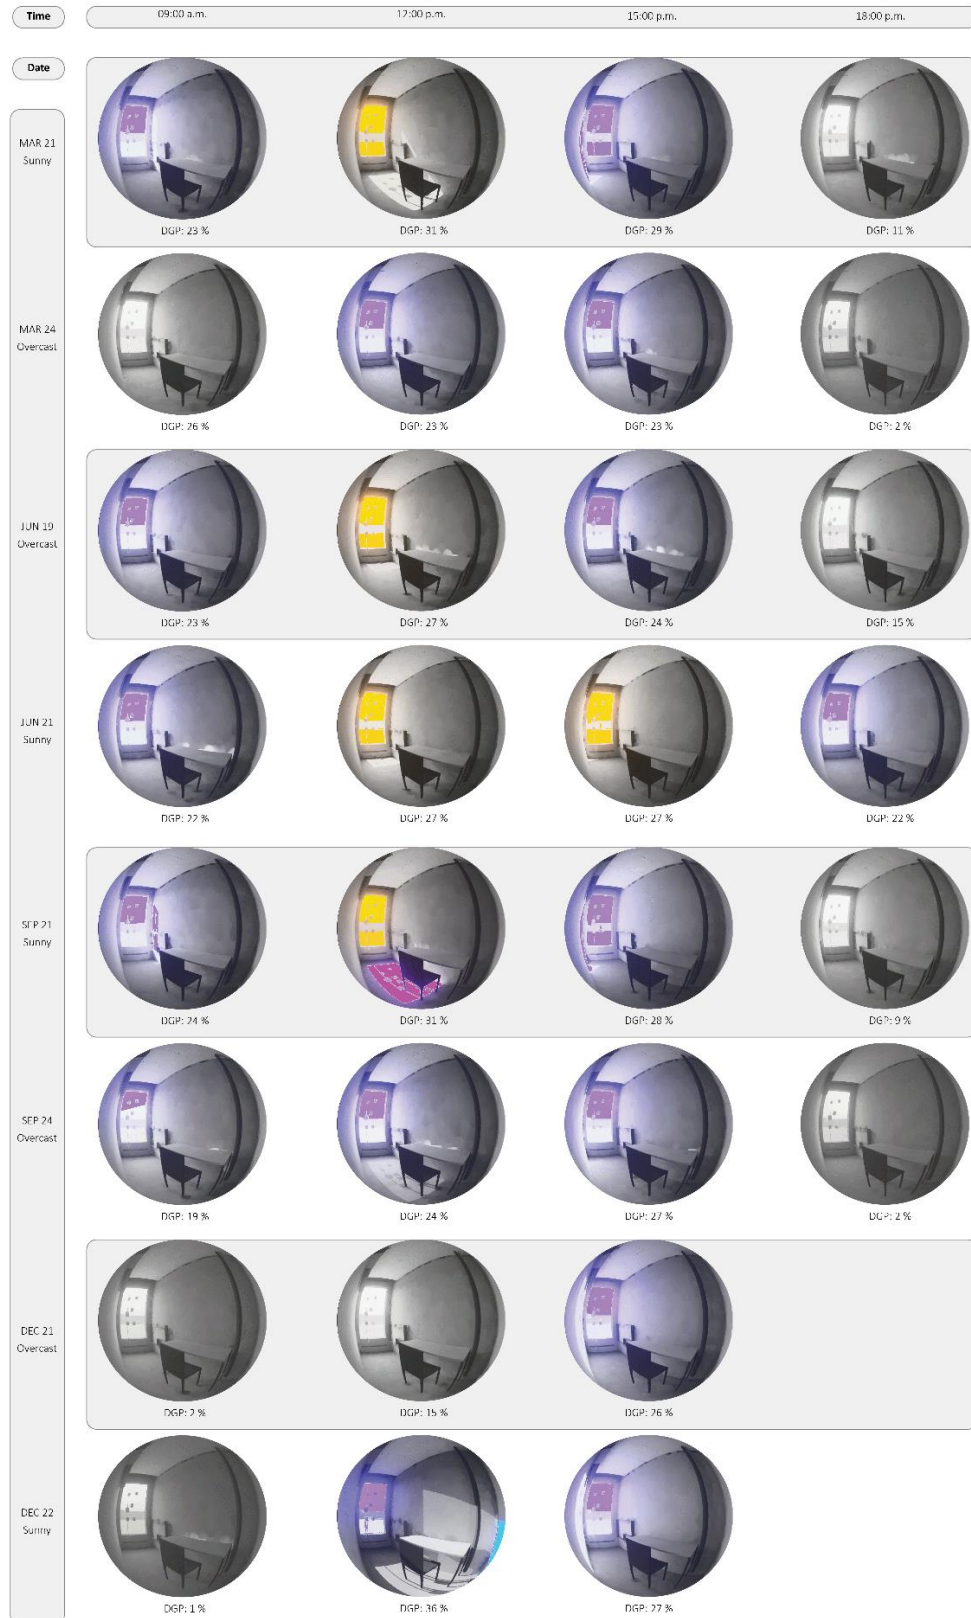 Time 09:00 a.m. 12:00 p.m. 15:00 p.m. 18:00 p.m.
Date
MAR 21
Sunny
DGP: 23 % DGP: 31 % DGP: 29 % DGP: 11 %
MAR 24
Overcast
DGP: 26 % DGP: 23 % DGP: 23 % DGP: 2 %
JUN 19
Overcast
DGP: 23 % DGP: 27 % DGP: 24 % DGP: 15 %
JUN 21
Sunny
DGP: 22 % DGP: 27 % DGP: 27 % DGP: 22 %
SEP 21
Sunny
DGP: 24 % DGP: 31 % DGP: 28 % DGP: 9 %
SEP 24
Overcast
DGP: 19 % DGP: 24 % DGP: 27 % DGP: 2 %
DEC 21
Overcast
DGP: 2 % DGP: 15 % DGP: 26 %
DEC 22
Sunny
DGP: 1 % DGP: 36 % DGP: 27 %